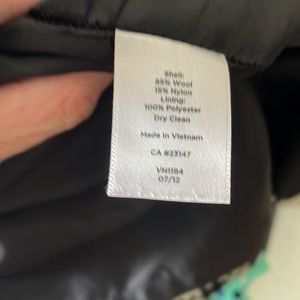 Shell:
85% Wool
15% Nylon
Lining:
100% Polyester
Dry Clean
Made in Vietnam
CA #23147
VN1184
07/12